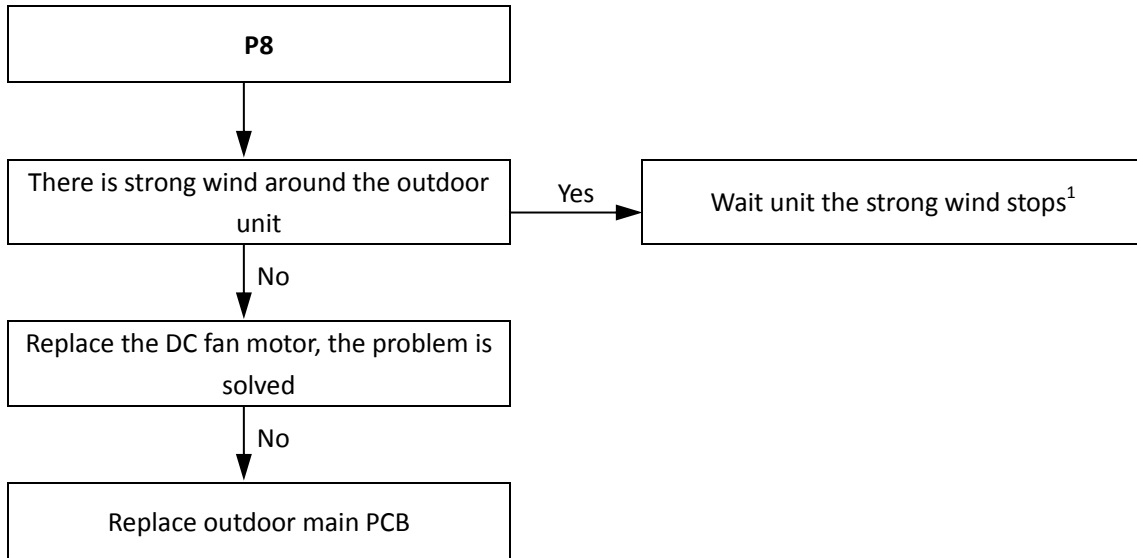 P8
There is strong wind around the outdoor
unit
Yes
Wait unit the strong wind stops¹
No
Replace the DC fan motor, the problem is
solved
No
Replace outdoor main PCB